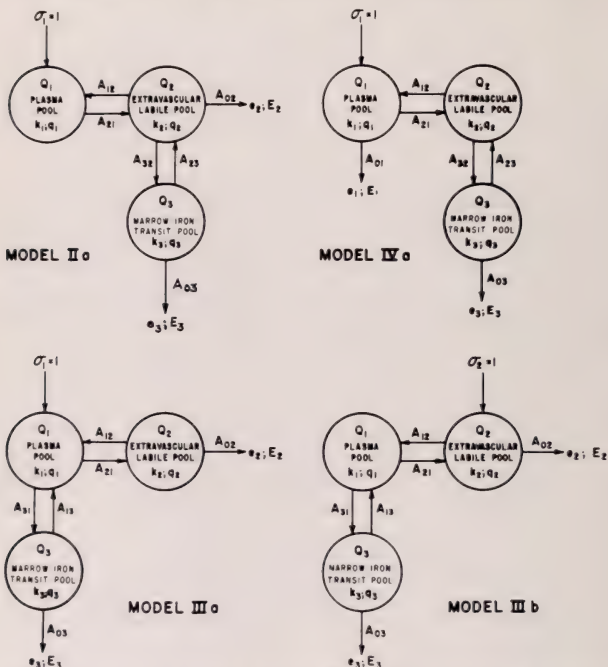 σ₁=1
Q₁
PLASMA
POOL
k₁;q₁
A₁₂
A₂₁
Q₂
EXTRAVASCULAR
LABILE POOL
k₂;q₂
A₀₂
e₂;E₂
A₃₂
A₂₃
Q₃
MARROW IRON
TRANSIT POOL
k₃;q₃
A₀₃
e₃;E₃
MODEL IIa
σ₁=1
Q₁
PLASMA
POOL
k₁;q₁
A₁₂
A₂₁
Q₂
EXTRAVASCULAR
LABILE POOL
k₂;q₂
A₀₁
e₁;E₁
A₃₂
A₂₃
Q₃
MARROW IRON
TRANSIT POOL
k₃;q₃
A₀₃
e₃;E₃
MODEL IVa
σ₁=1
Q₁
PLASMA
POOL
k₁;q₁
A₁₂
A₂₁
Q₂
EXTRAVASCULAR
LABILE POOL
k₂;q₂
A₀₂
e₂;E₂
A₃₁
A₁₃
Q₃
MARROW IRON
TRANSIT POOL
k₃;q₃
A₀₃
e₃;E₃
MODEL IIIa
σ₂=1
Q₁
PLASMA
POOL
k₁;q₁
A₁₂
A₂₁
Q₂
EXTRAVASCULAR
LABILE POOL
k₂;q₂
A₀₂
e₂; E₂
A₃₁
A₁₃
Q₃
MARROW IRON
TRANSIT POOL
k₃;q₃
A₀₃
e₃;E₃
MODEL IIIb